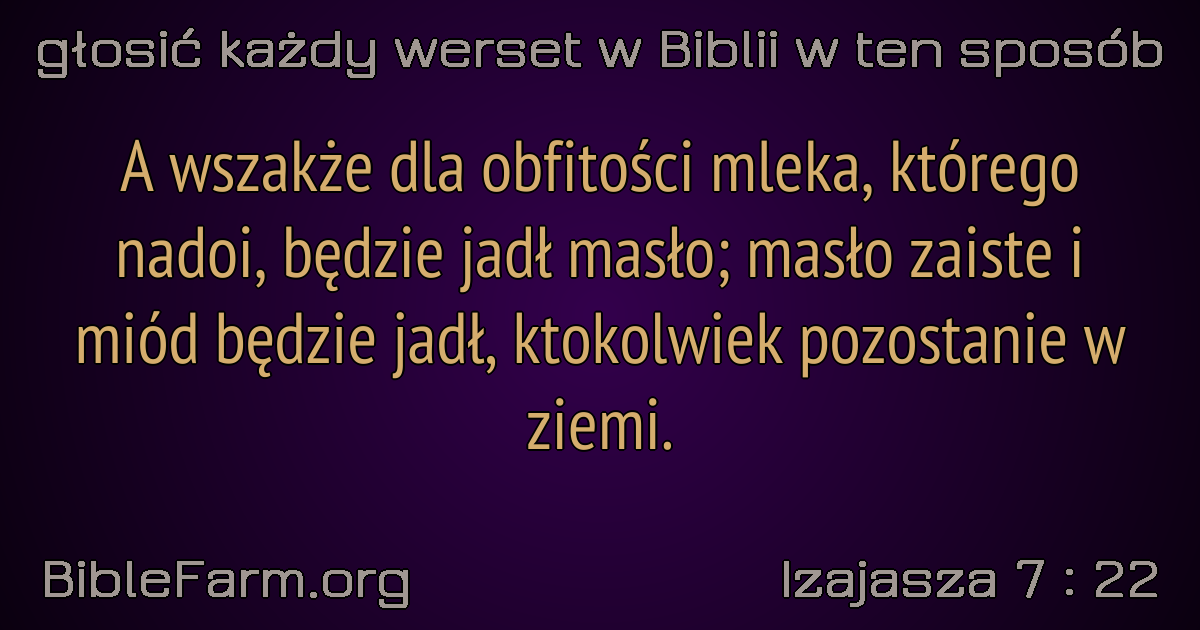 głosić każdy werset w Biblii w ten sposób
A wszakże dla obfitości mleka, którego
nadoi, będzie jadł masło; masło zaiste i
miód będzie jadł, ktokolwiek pozostanie w
ziemi.
BibleFarm.org
Izajasza 7 : 22